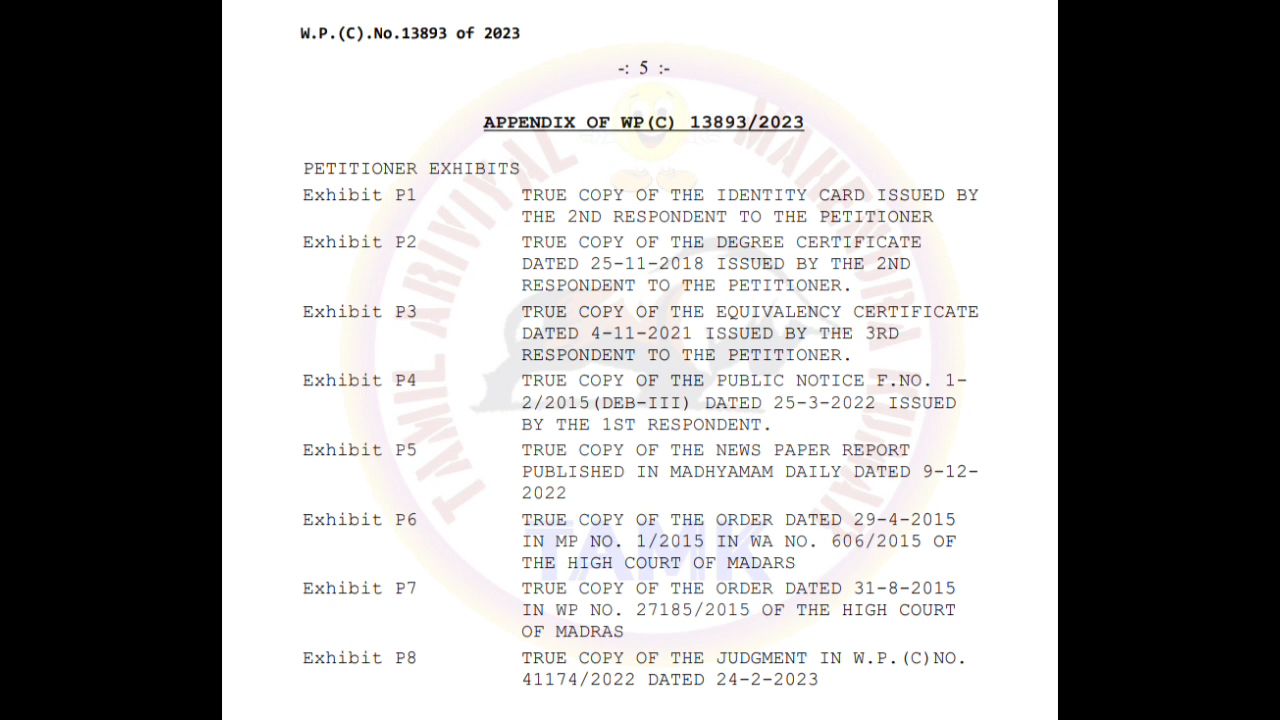 W.P.(C).No.13893 of 2023
-: 5 :-
APPENDIX OF WP(C) 13893/2023
PETITIONER EXHIBITS
Exhibit P1 TRUE COPY OF THE IDENTITY CARD ISSUED BY
THE 2ND RESPONDENT TO THE PETITIONER
Exhibit P2 TRUE COPY OF THE DEGREE CERTIFICATE
DATED 25-11-2018 ISSUED BY THE 2ND
RESPONDENT TO THE PETITIONER.
Exhibit P3 TRUE COPY OF THE EQUIVALENCY CERTIFICATE
DATED 4-11-2021 ISSUED BY THE 3RD
RESPONDENT TO THE PETITIONER.
Exhibit P4 TRUE COPY OF THE PUBLIC NOTICE F.NO. 1-
2/2015(DEB-III) DATED 25-3-2022 ISSUED
BY THE 1ST RESPONDENT.
Exhibit P5 TRUE COPY OF THE NEWS PAPER REPORT
PUBLISHED IN MADHYAMAM DAILY DATED 9-12-
2022
Exhibit P6 TRUE COPY OF THE ORDER DATED 29-4-2015
IN MP NO. 1/2015 IN WA NO. 606/2015 OF
THE HIGH COURT OF MADARS
Exhibit P7 TRUE COPY OF THE ORDER DATED 31-8-2015
IN WP NO. 27185/2015 OF THE HIGH COURT
OF MADRAS
Exhibit P8 TRUE COPY OF THE JUDGMENT IN W.P.(C)NO.
41174/2022 DATED 24-2-2023
TAMIL ARIVIYAL MAHENDRA KUMAR
TAMK